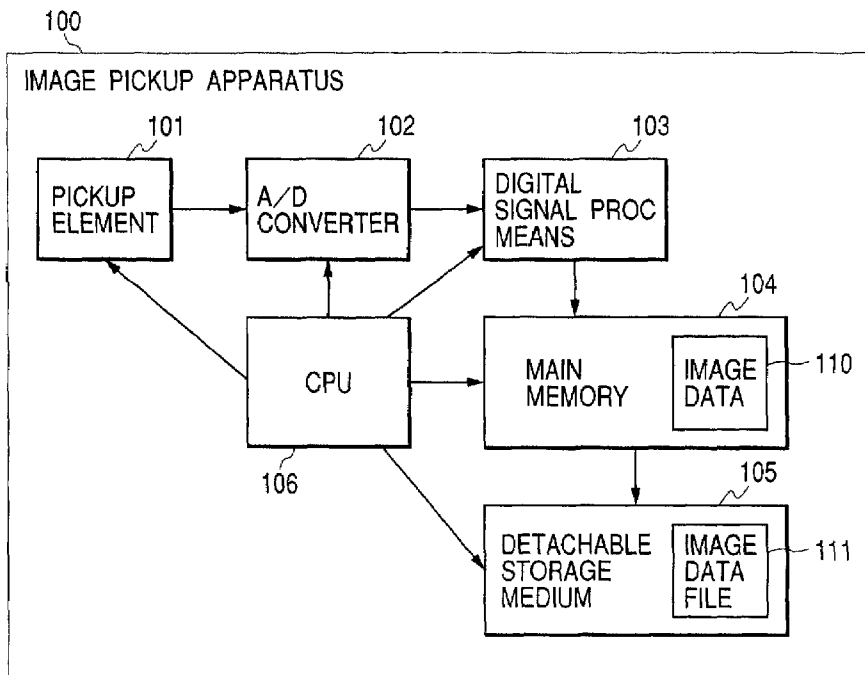 100
IMAGE PICKUP APPARATUS
101
102
103
PICKUP
ELEMENT
A/D
CONVERTER
DIGITAL
SIGNAL PROC
MEANS
104
CPU
MAIN
MEMORY
IMAGE
DATA
110
106
105
DETACHABLE
STORAGE
MEDIUM
IMAGE
DATA
FILE
111